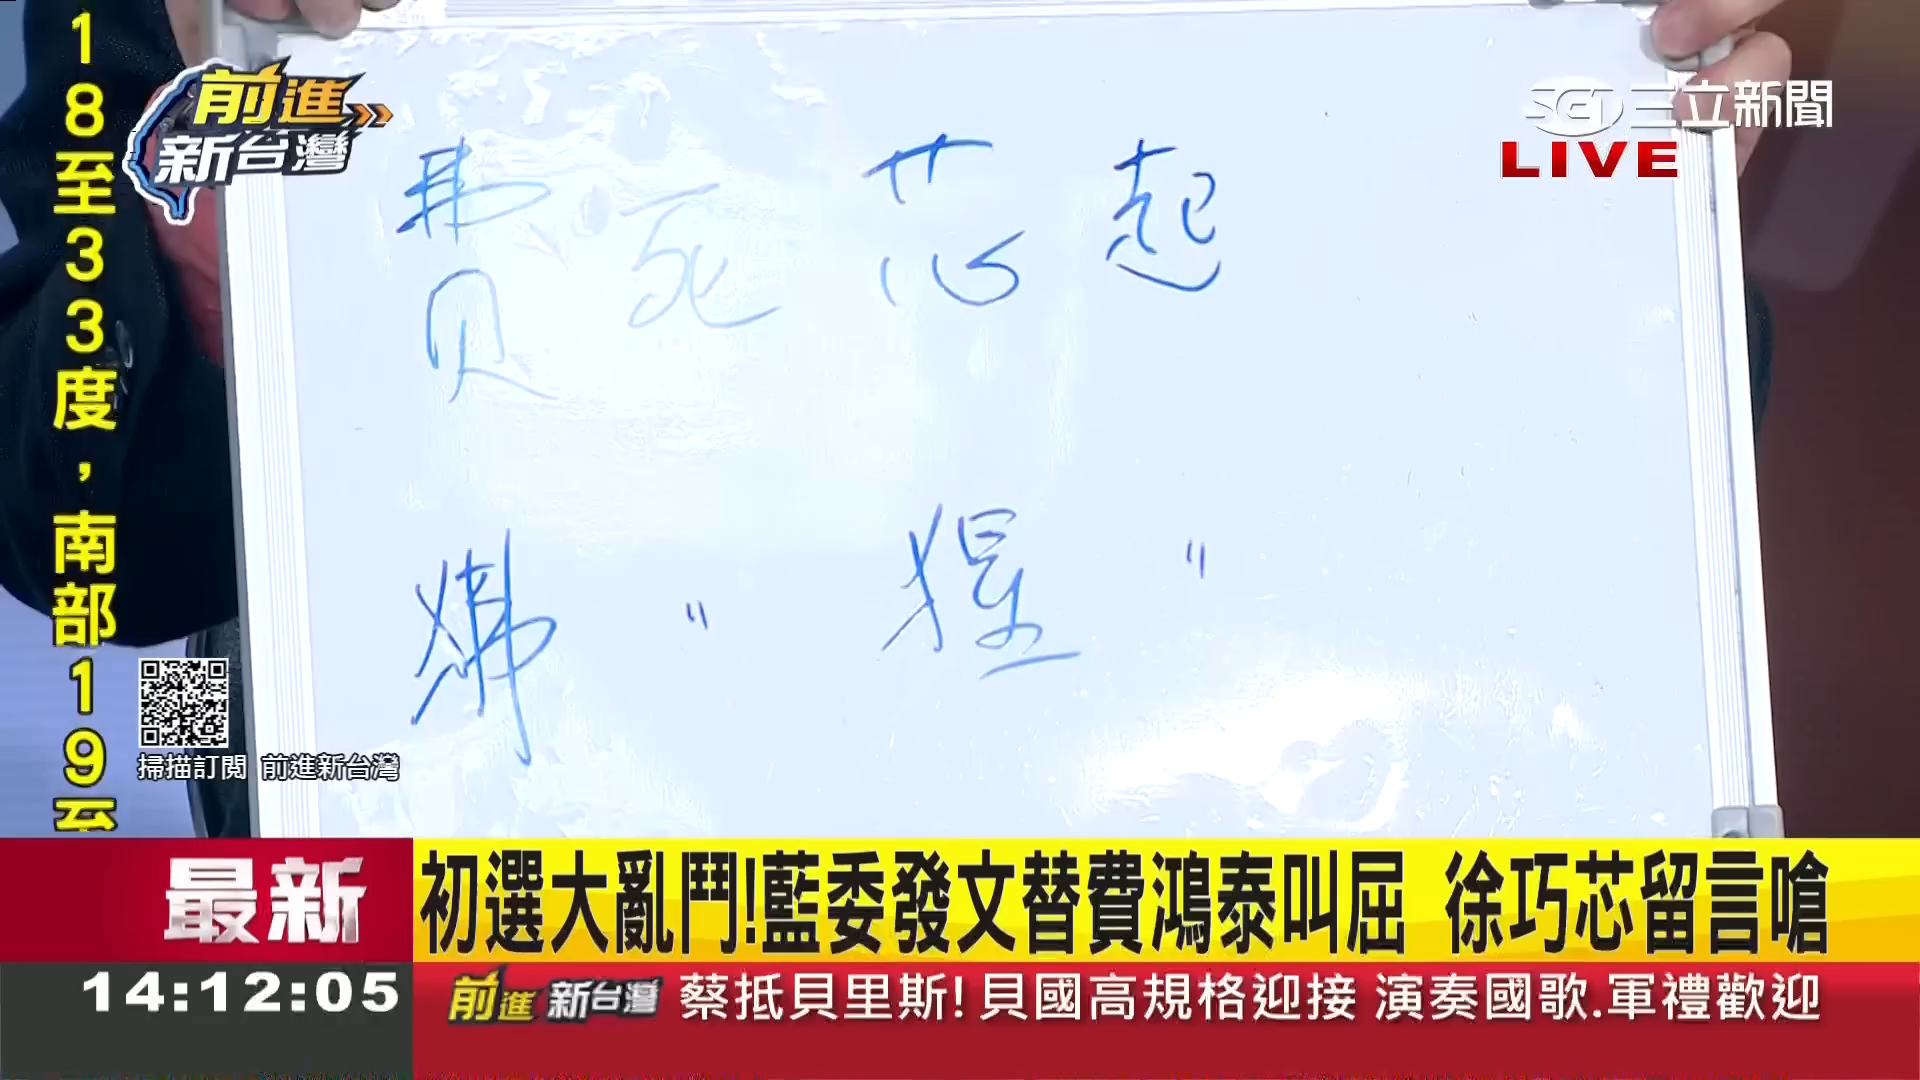 18至33度，南部19至
前進
新台灣
SET三立新聞
LIVE
费死芯起
狒 〃 猩 〃
掃描訂閱 前進新台灣
最新
初選大亂鬥!藍委發文替費鴻泰叫屈 徐巧芯留言嗆
14:12:05
前進新台灣 蔡抵貝里斯! 貝國高規格迎接 演奏國歌.軍禮歡迎